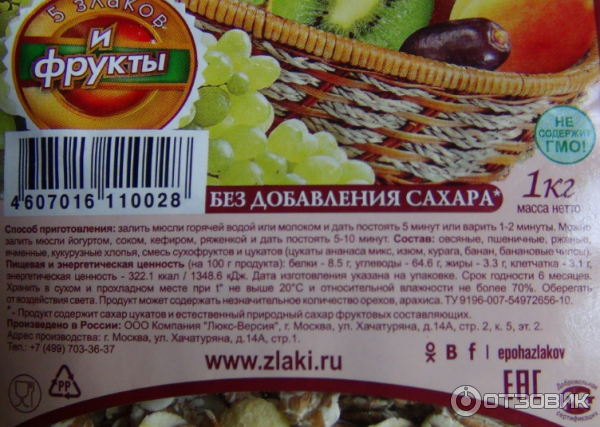 5 злаков
и
фрукты
НЕ
СОДЕРЖИТ
ГМО!
4607016 110028
БЕЗ ДОБАВЛЕНИЯ САХАРА*
1 кг
масса нетто
Способ приготовления: залить мюсли горячей водой или молоком и дать постоять 5 минут или варить 1-2 минуты. Можно
залить мюсли йогуртом, соком, кефиром, ряженкой и дать постоять 5-10 минут. Состав: овсяные, пшеничные, ржаные,
ячменные, кукурузные хлопья, смесь сухофруктов и цукатов (цукаты ананаса микс, изюм, курага, банан, банановые чипсы).
Пищевая и энергетическая ценность (на 100 г продукта): белки - 8.5 г, углеводы - 64.6 г, жиры - 3.3 г, клетчатка - 3.1 г,
энергетическая ценность - 322.1 ккал / 1348.6 кДж. Дата изготовления указана на упаковке. Срок годности 6 месяцев.
Хранить в сухом и прохладном месте при t° не выше 20°С и относительной влажности не более 70%. Оберегать
от воздействия света. Продукт может содержать незначительное количество орехов, арахиса. ТУ 9196-007-54972656-10.
* - Продукт содержит сахар цукатов и естественный природный сахар фруктовых составляющих.
Произведено в России: ООО Компания "Люкс-Версия", г. Москва, ул. Хачатуряна, д.14А, стр. 2, к. 5, эт. 2.
Адрес производства: г. Москва, ул. Хачатуряна, д.14А, стр.1.
Тел.: +7 (499) 703-36-37
www.zlaki.ru
epohazlakov
PP
ЕАС
Добровольная
сертификация
ОТЗОВИК